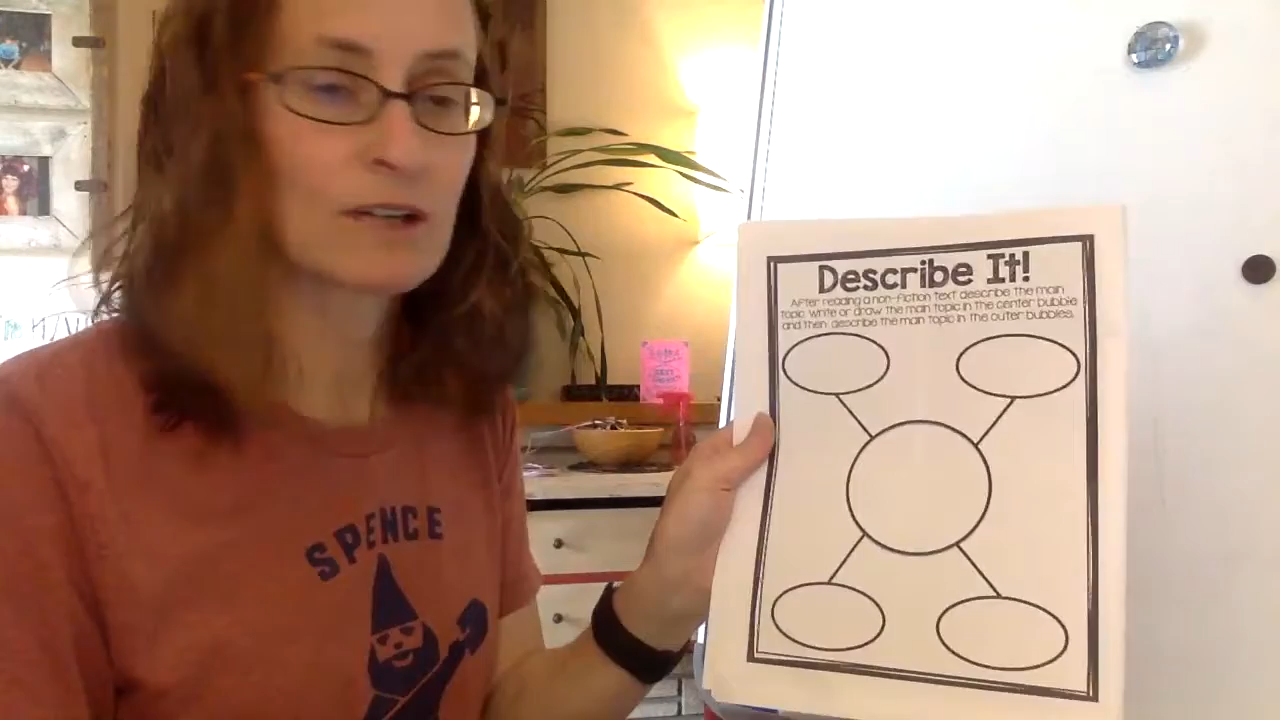 Describe It!
After reading a non-fiction text describe the main
topic. Write or draw the main topic in the center bubble
and then describe the main topic in the outer bubbles.
SPENCE